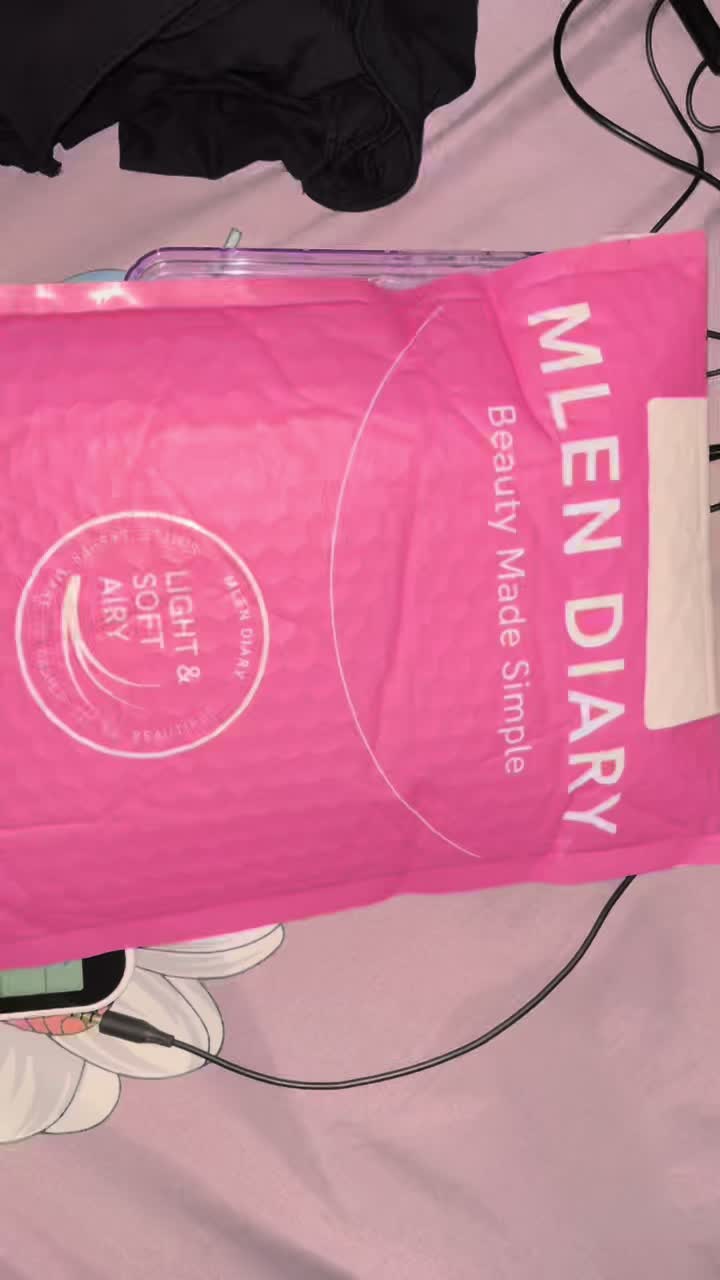 MLEN DIARY
Beauty Made Simple
MLEN DIARY
LIGHT &
SOFT
AIRY